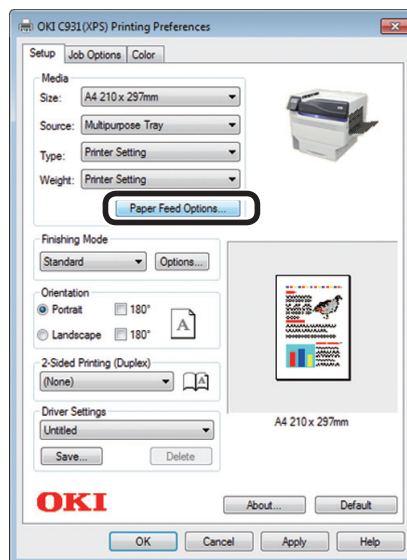 OKI C931(XPS) Printing Preferences
Setup Job Options Color
Media
Size: A4 210 x 297mm
Source: Multipurpose Tray
Type: Printer Setting
Weight: Printer Setting
Paper Feed Options...
Finishing Mode
Standard Options...
Orientation
Portrait 180°
Landscape 180°
A
2-Sided Printing (Duplex)
(None) A
Driver Settings
Untitled
Save... Delete
A4 210 x 297mm
OKI
About... Default
OK Cancel Apply Help